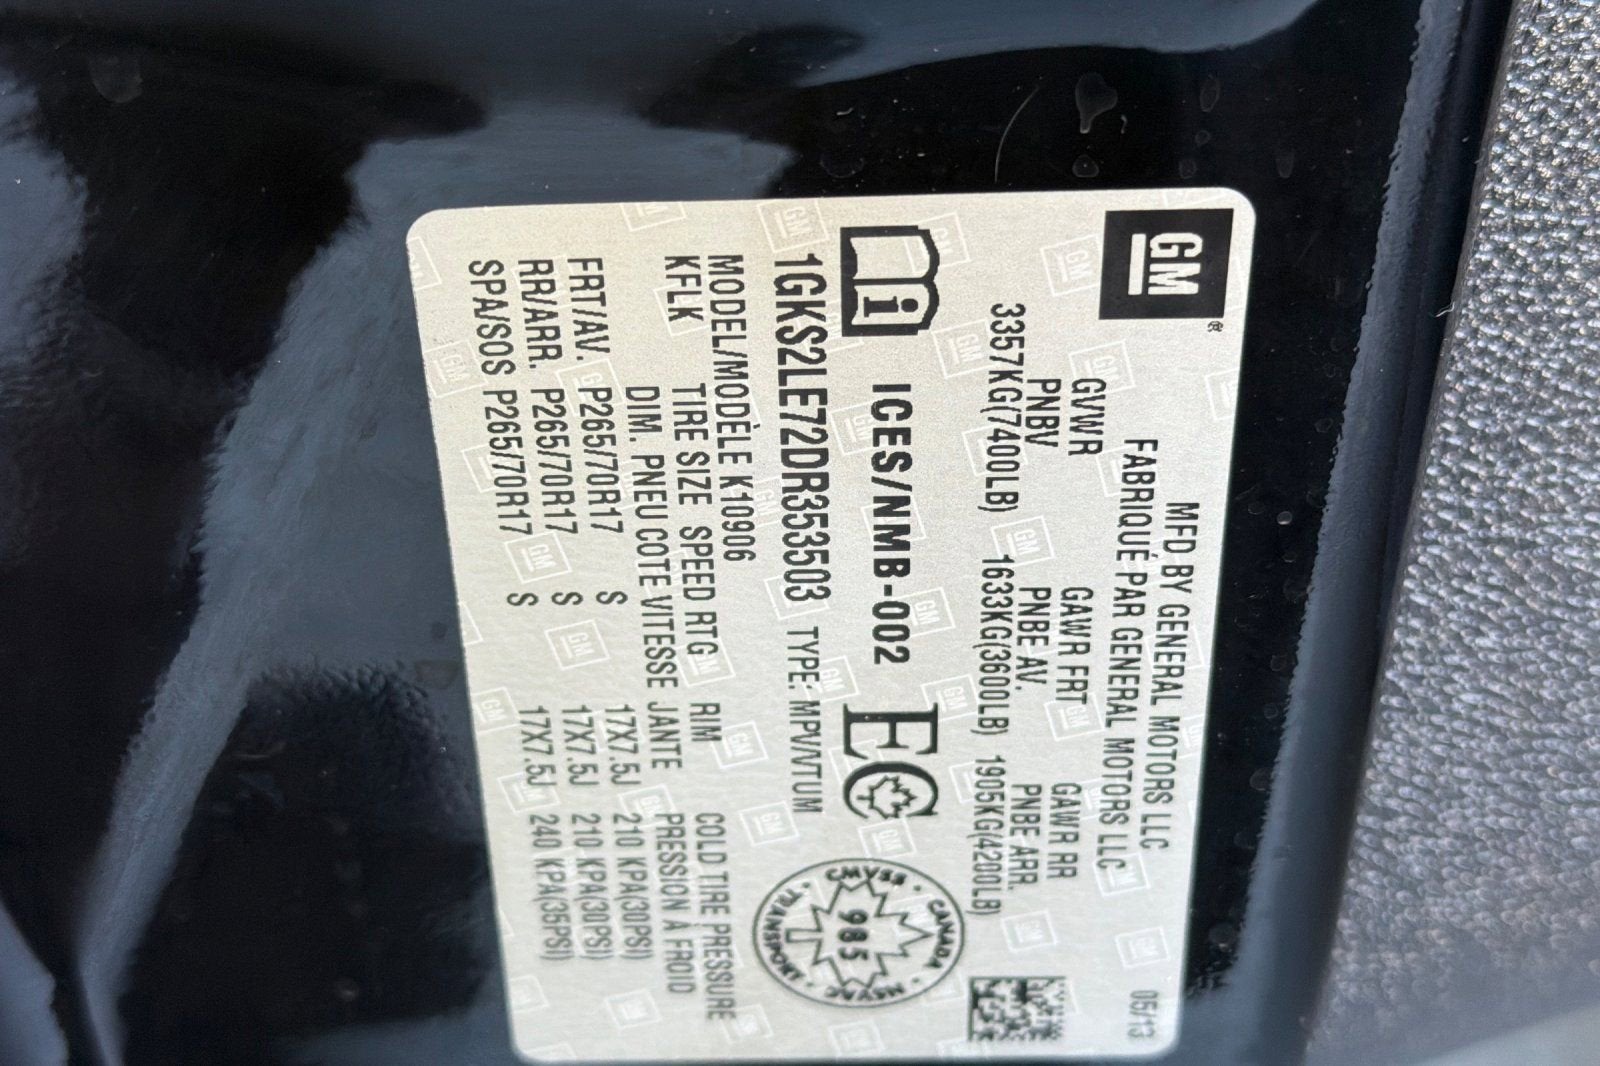 GM
®
MFD BY GENERAL MOTORS LLC 05/13
FABRIQUÉ PAR GENERAL MOTORS LLC
GVWR GAWR FRT GAWR RR
PNBV PNBE AV. PNBE ARR.
3357KG(7400LB) 1633KG(3600LB) 1905KG(4200LB)
i ICES/NMB-002 EC
CANADA · CMVSS · TRANSPORT · NSVAC ·
985
1GKS2LE72DR353503 TYPE: MPV/VTUM
MODEL/MODÈLE K10906
KFLK TIRE SIZE SPEED RTG RIM COLD TIRE PRESSURE
DIM. PNEU COTE VITESSE JANTE PRESSION À FROID
FRT/AV. P265/70R17 S 17X7.5J 210 KPA(30PSI)
RR/ARR. P265/70R17 S 17X7.5J 210 KPA(30PSI)
SPA/SOS P265/70R17 S 17X7.5J 240 KPA(35PSI)